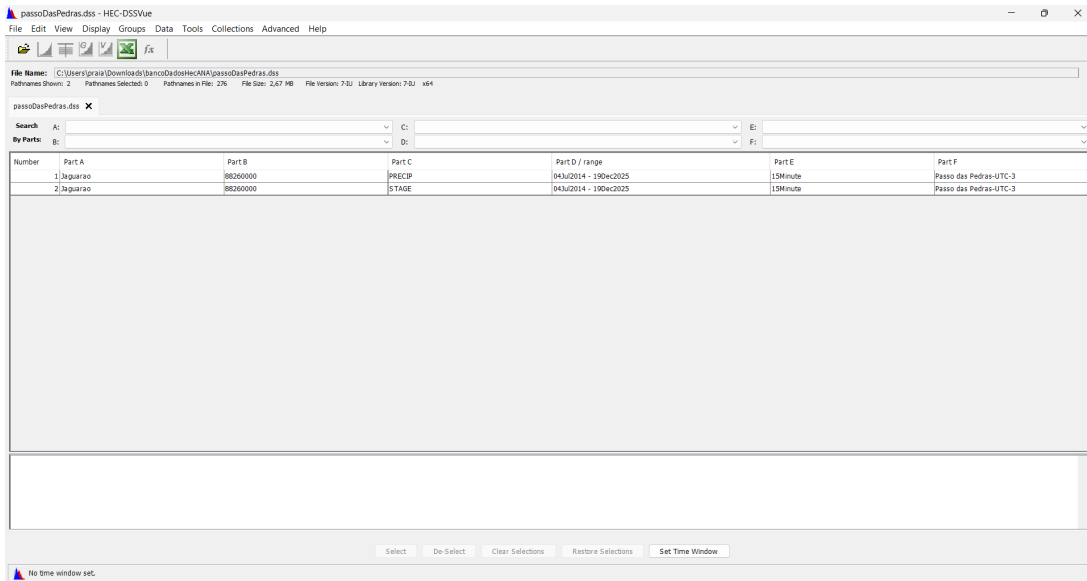 passoDasPedras.dss - HEC-DSSVue
File Edit View Display Groups Data Tools Collections Advanced Help
G V X fx
File Name: C:\Users\praia\Downloads\bancoDadosHecANA\passoDasPedras.dss
Pathnames Shown: 2 Pathnames Selected: 0 Pathnames in File: 276 File Size: 2,67 MB File Version: 7-IU Library Version: 7-IU x64
passoDasPedras.dss
Search A: C: E:
By Parts: B: D: F:
Number Part A Part B Part C Part D / range Part E Part F
1 Jaguarao 88260000 PRECIP 04Jul2014 - 19Dec2025 15Minute Passo das Pedras-UTC-3
2 Jaguarao 88260000 STAGE 04Jul2014 - 19Dec2025 15Minute Passo das Pedras-UTC-3
Select De-Select Clear Selections Restore Selections Set Time Window
No time window set.